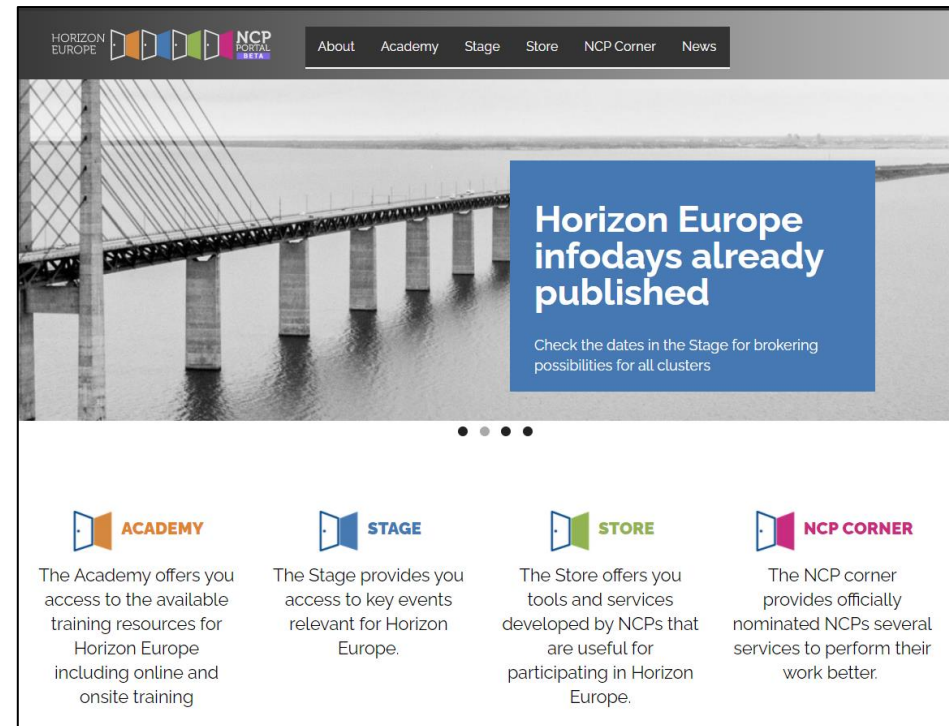 HORIZON
EUROPE
NCP
PORTAL
BETA
About Academy Stage Store NCP Corner News
Horizon Europe
infodays already
published
Check the dates in the Stage for brokering
possibilities for all clusters
ACADEMY
The Academy offers you
access to the available
training resources for
Horizon Europe
including online and
onsite training
STAGE
The Stage provides you
access to key events
relevant for Horizon
Europe.
STORE
The Store offers you
tools and services
developed by NCPs that
are useful for
participating in Horizon
Europe.
NCP CORNER
The NCP corner
provides officially
nominated NCPs several
services to perform their
work better.